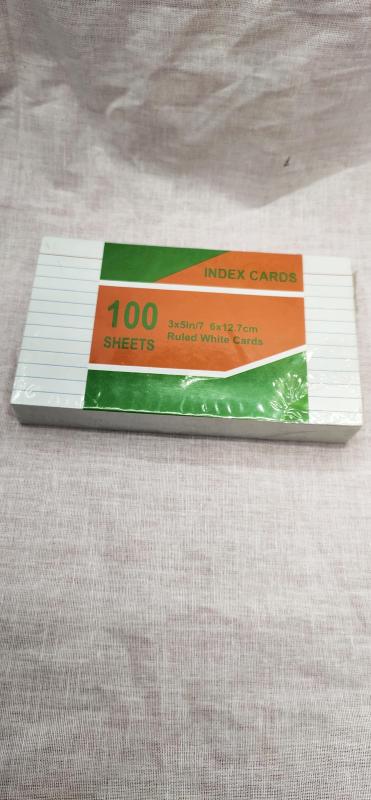 INDEX CARDS
100
SHEETS
3x5In/7 6x12.7cm
Ruled White Cards